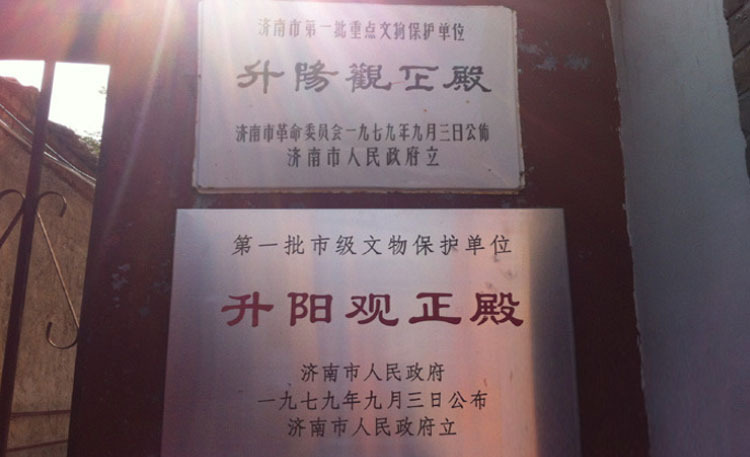 济南市第一批重点文物保护单位
升陽觀正殿
济南市革命委员会一九七九年九月三日公佈
济南市人民政府立
第一批市级文物保护单位
升阳观正殿
济南市人民政府
一九七九年九月三日公布
济南市人民政府立